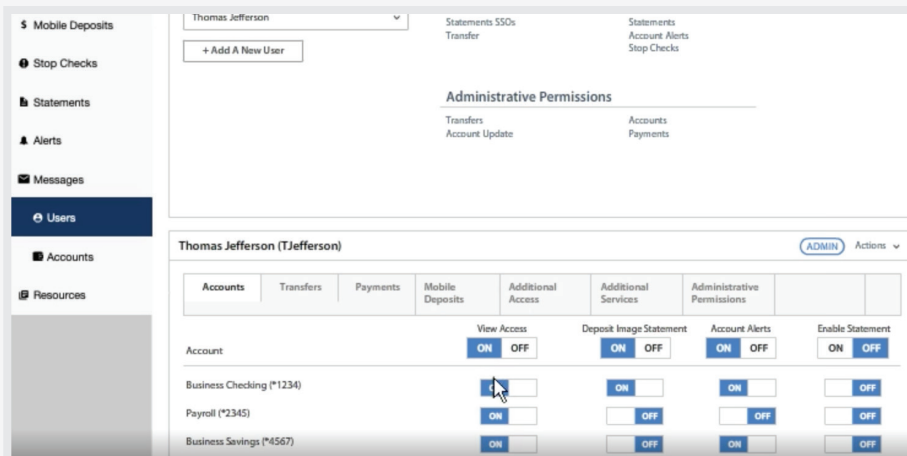 $ Mobile Deposits
Stop Checks
Statements
Alerts
Messages
Users
Accounts
Resources
Thomas Jefferson
+ Add A New User
Statements SSOs
Transfer
Statements
Account Alerts
Stop Checks
Administrative Permissions
Transfers
Account Update
Accounts
Payments
Thomas Jefferson (TJefferson)
ADMIN Actions
Accounts Transfers Payments Mobile Deposits Additional Access Additional Services Administrative Permissions
Account
View Access Deposit Image Statement Account Alerts Enable Statement
ON OFF ON OFF ON OFF ON OFF
Business Checking (*1234) ON ON OFF
Payroll (*2345) ON OFF OFF OFF
Business Savings (*4567) ON OFF ON OFF